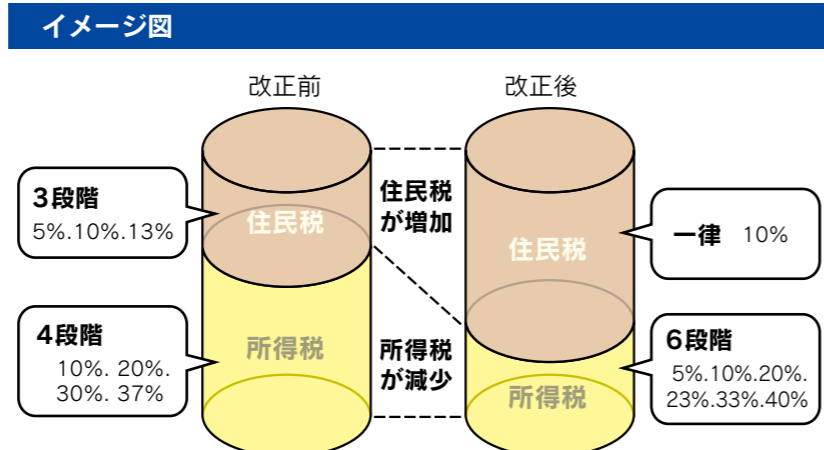 イメージ図
改正前
改正後
3段階
5%.10%.13%
住民税
住民税
が増加
住民税
一律 10%
4段階
10%. 20%.
30%. 37%
所得税
所得税
が減少
所得税
6段階
5%.10%.20%.
23%.33%.40%